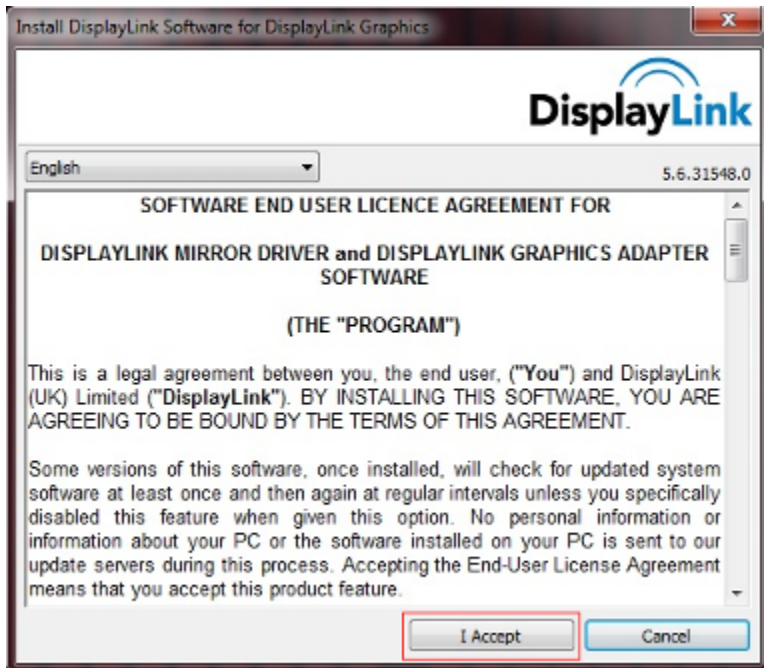 Install DisplayLink Software for DisplayLink Graphics
x
DisplayLink
English
5.6.31548.0
SOFTWARE END USER LICENCE AGREEMENT FOR
DISPLAYLINK MIRROR DRIVER and DISPLAYLINK GRAPHICS ADAPTER
SOFTWARE
(THE "PROGRAM")
This is a legal agreement between you, the end user, ("You") and DisplayLink
(UK) Limited ("DisplayLink"). BY INSTALLING THIS SOFTWARE, YOU ARE
AGREEING TO BE BOUND BY THE TERMS OF THIS AGREEMENT.
Some versions of this software, once installed, will check for updated system
software at least once and then again at regular intervals unless you specifically
disabled this feature when given this option. No personal information or
information about your PC or the software installed on your PC is sent to our
update servers during this process. Accepting the End-User License Agreement
means that you accept this product feature.
I Accept
Cancel